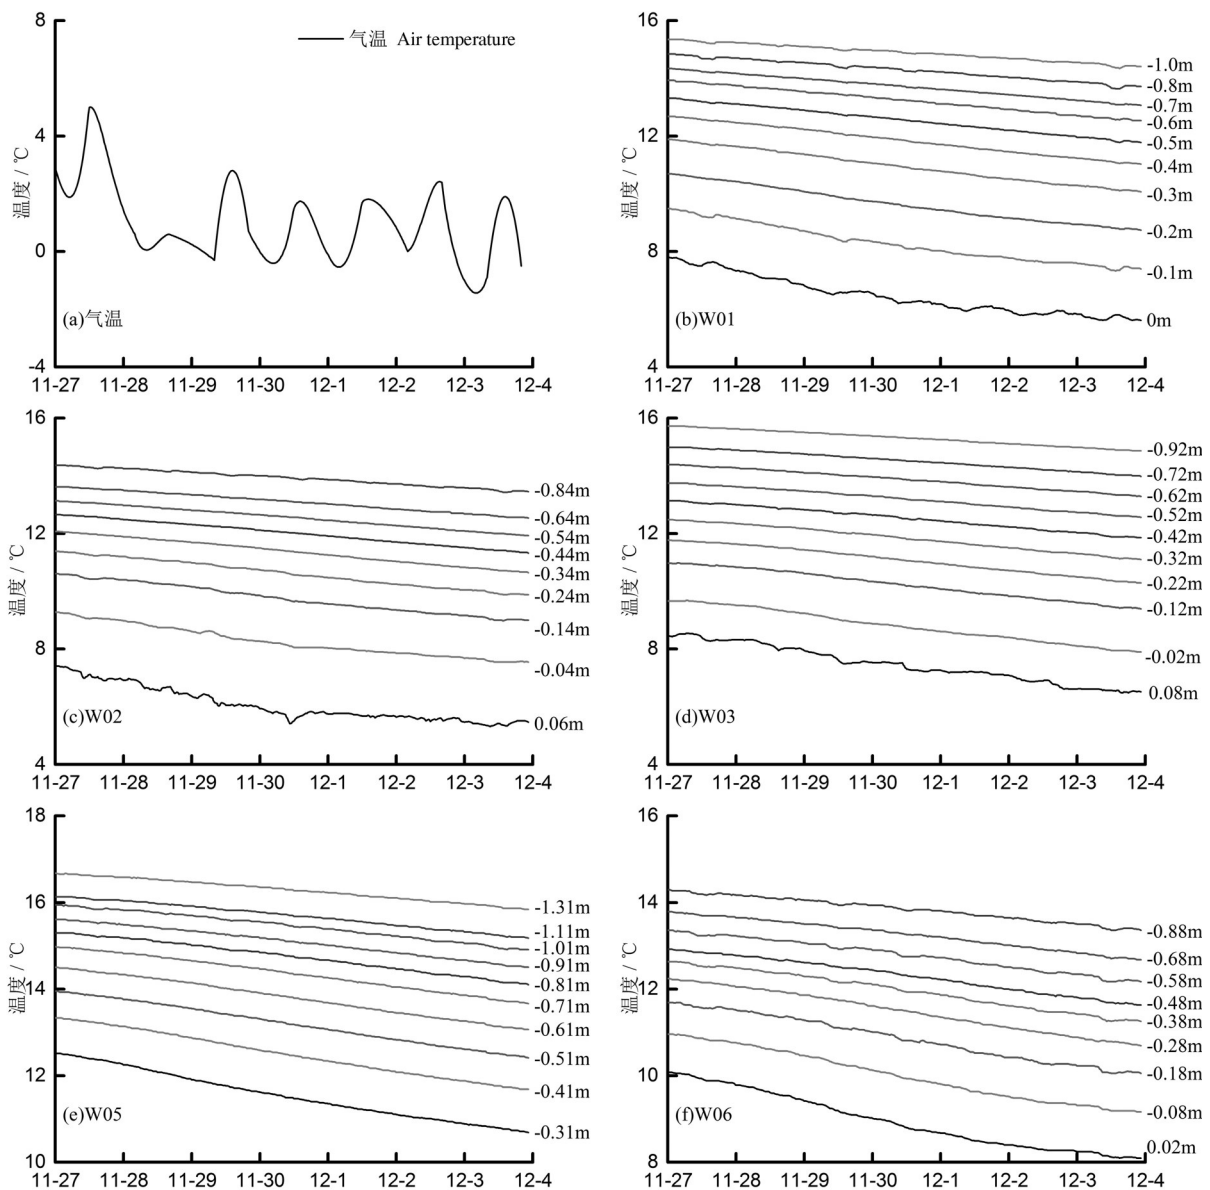 8
4
0
-4
温度 / ℃
气温 Air temperature
(a)气温
11-27 11-28 11-29 11-30 12-1 12-2 12-3 12-4
16
12
8
4
温度 / ℃
-1.0m
-0.8m
-0.7m
-0.6m
-0.5m
-0.4m
-0.3m
-0.2m
-0.1m
0m
(b)W01
11-27 11-28 11-29 11-30 12-1 12-2 12-3 12-4
16
12
8
4
温度 / ℃
-0.84m
-0.64m
-0.54m
-0.44m
-0.34m
-0.24m
-0.14m
-0.04m
0.06m
(c)W02
11-27 11-28 11-29 11-30 12-1 12-2 12-3 12-4
16
12
8
4
温度 / ℃
-0.92m
-0.72m
-0.62m
-0.52m
-0.42m
-0.32m
-0.22m
-0.12m
-0.02m
0.08m
(d)W03
11-27 11-28 11-29 11-30 12-1 12-2 12-3 12-4
18
16
14
12
10
温度 / ℃
-1.31m
-1.11m
-1.01m
-0.91m
-0.81m
-0.71m
-0.61m
-0.51m
-0.41m
-0.31m
(e)W05
11-27 11-28 11-29 11-30 12-1 12-2 12-3 12-4
16
14
12
10
8
温度 / ℃
-0.88m
-0.68m
-0.58m
-0.48m
-0.38m
-0.28m
-0.18m
-0.08m
0.02m
(f)W06
11-27 11-28 11-29 11-30 12-1 12-2 12-3 12-4